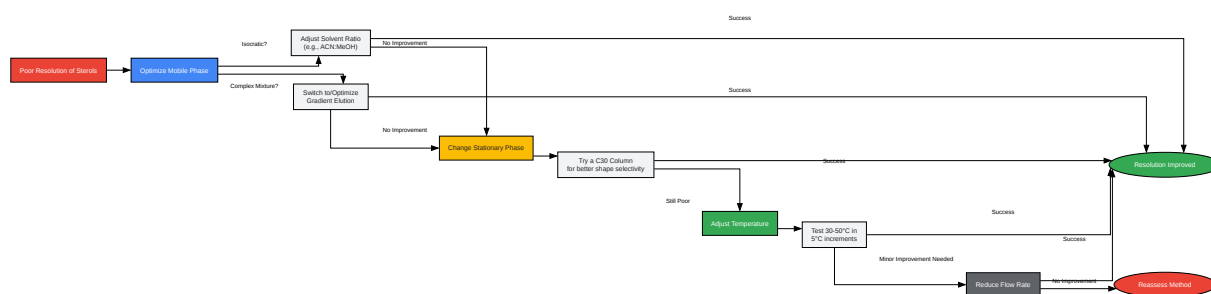 Success
Isocratic?
Adjust Solvent Ratio
(e.g., ACN:MeOH)
No Improvement
Poor Resolution of Sterols
Optimize Mobile Phase
Complex Mixture?
Switch to/Optimize
Gradient Elution
Success
No Improvement
Change Stationary Phase
Try a C30 Column
for better shape selectivity
Success
Resolution Improved
Still Poor
Adjust Temperature
Test 30-50°C in
5°C increments
Success
Success
Minor Improvement Needed
Reduce Flow Rate
No Improvement
Reassess Method